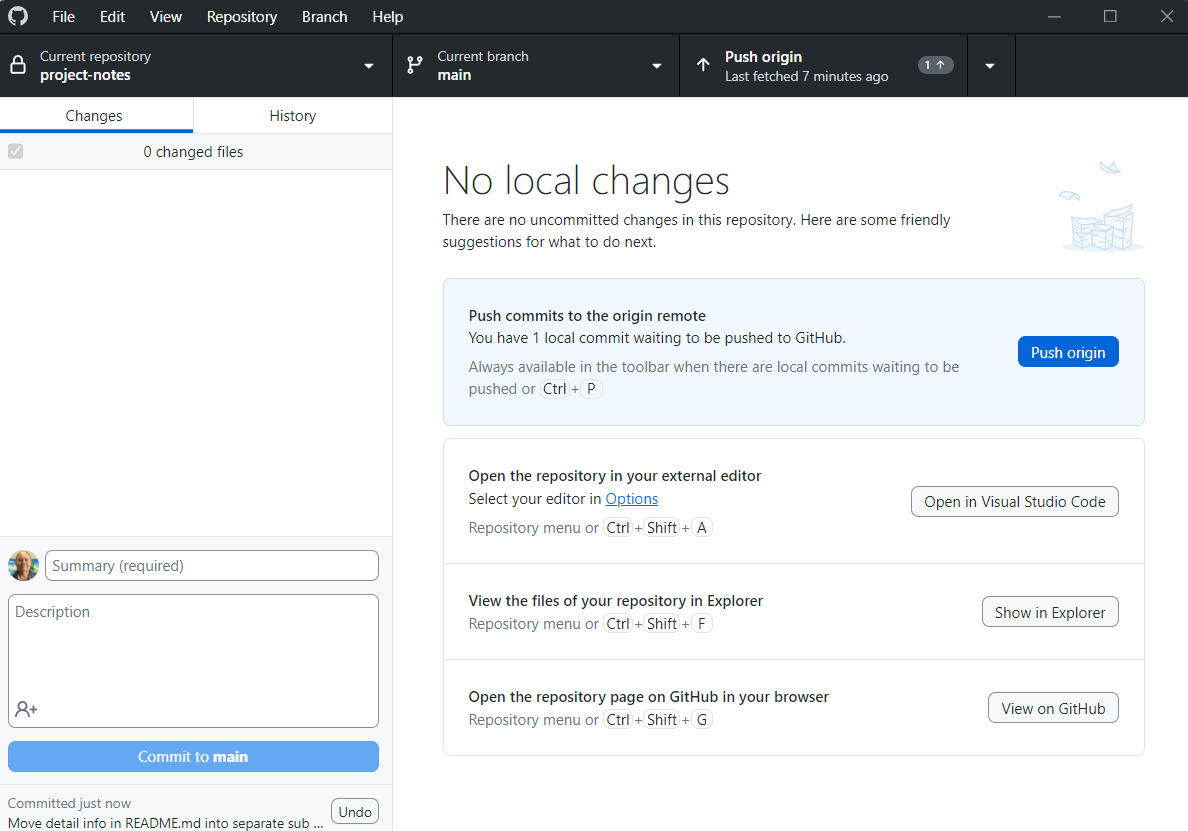 File Edit View Repository Branch Help
Current repository
project-notes
Current branch
main
Push origin
Last fetched 7 minutes ago
1
Changes History
0 changed files
No local changes
There are no uncommitted changes in this repository. Here are some friendly
suggestions for what to do next.
Push commits to the origin remote
You have 1 local commit waiting to be pushed to GitHub.
Always available in the toolbar when there are local commits waiting to be
pushed or Ctrl + P
Push origin
Open the repository in your external editor
Select your editor in Options
Repository menu or Ctrl + Shift + A
Open in Visual Studio Code
View the files of your repository in Explorer
Repository menu or Ctrl + Shift + F
Show in Explorer
Open the repository page on GitHub in your browser
Repository menu or Ctrl + Shift + G
View on GitHub
Summary (required)
Description
Commit to main
Committed just now
Move detail info in README.md into separate sub ...
Undo